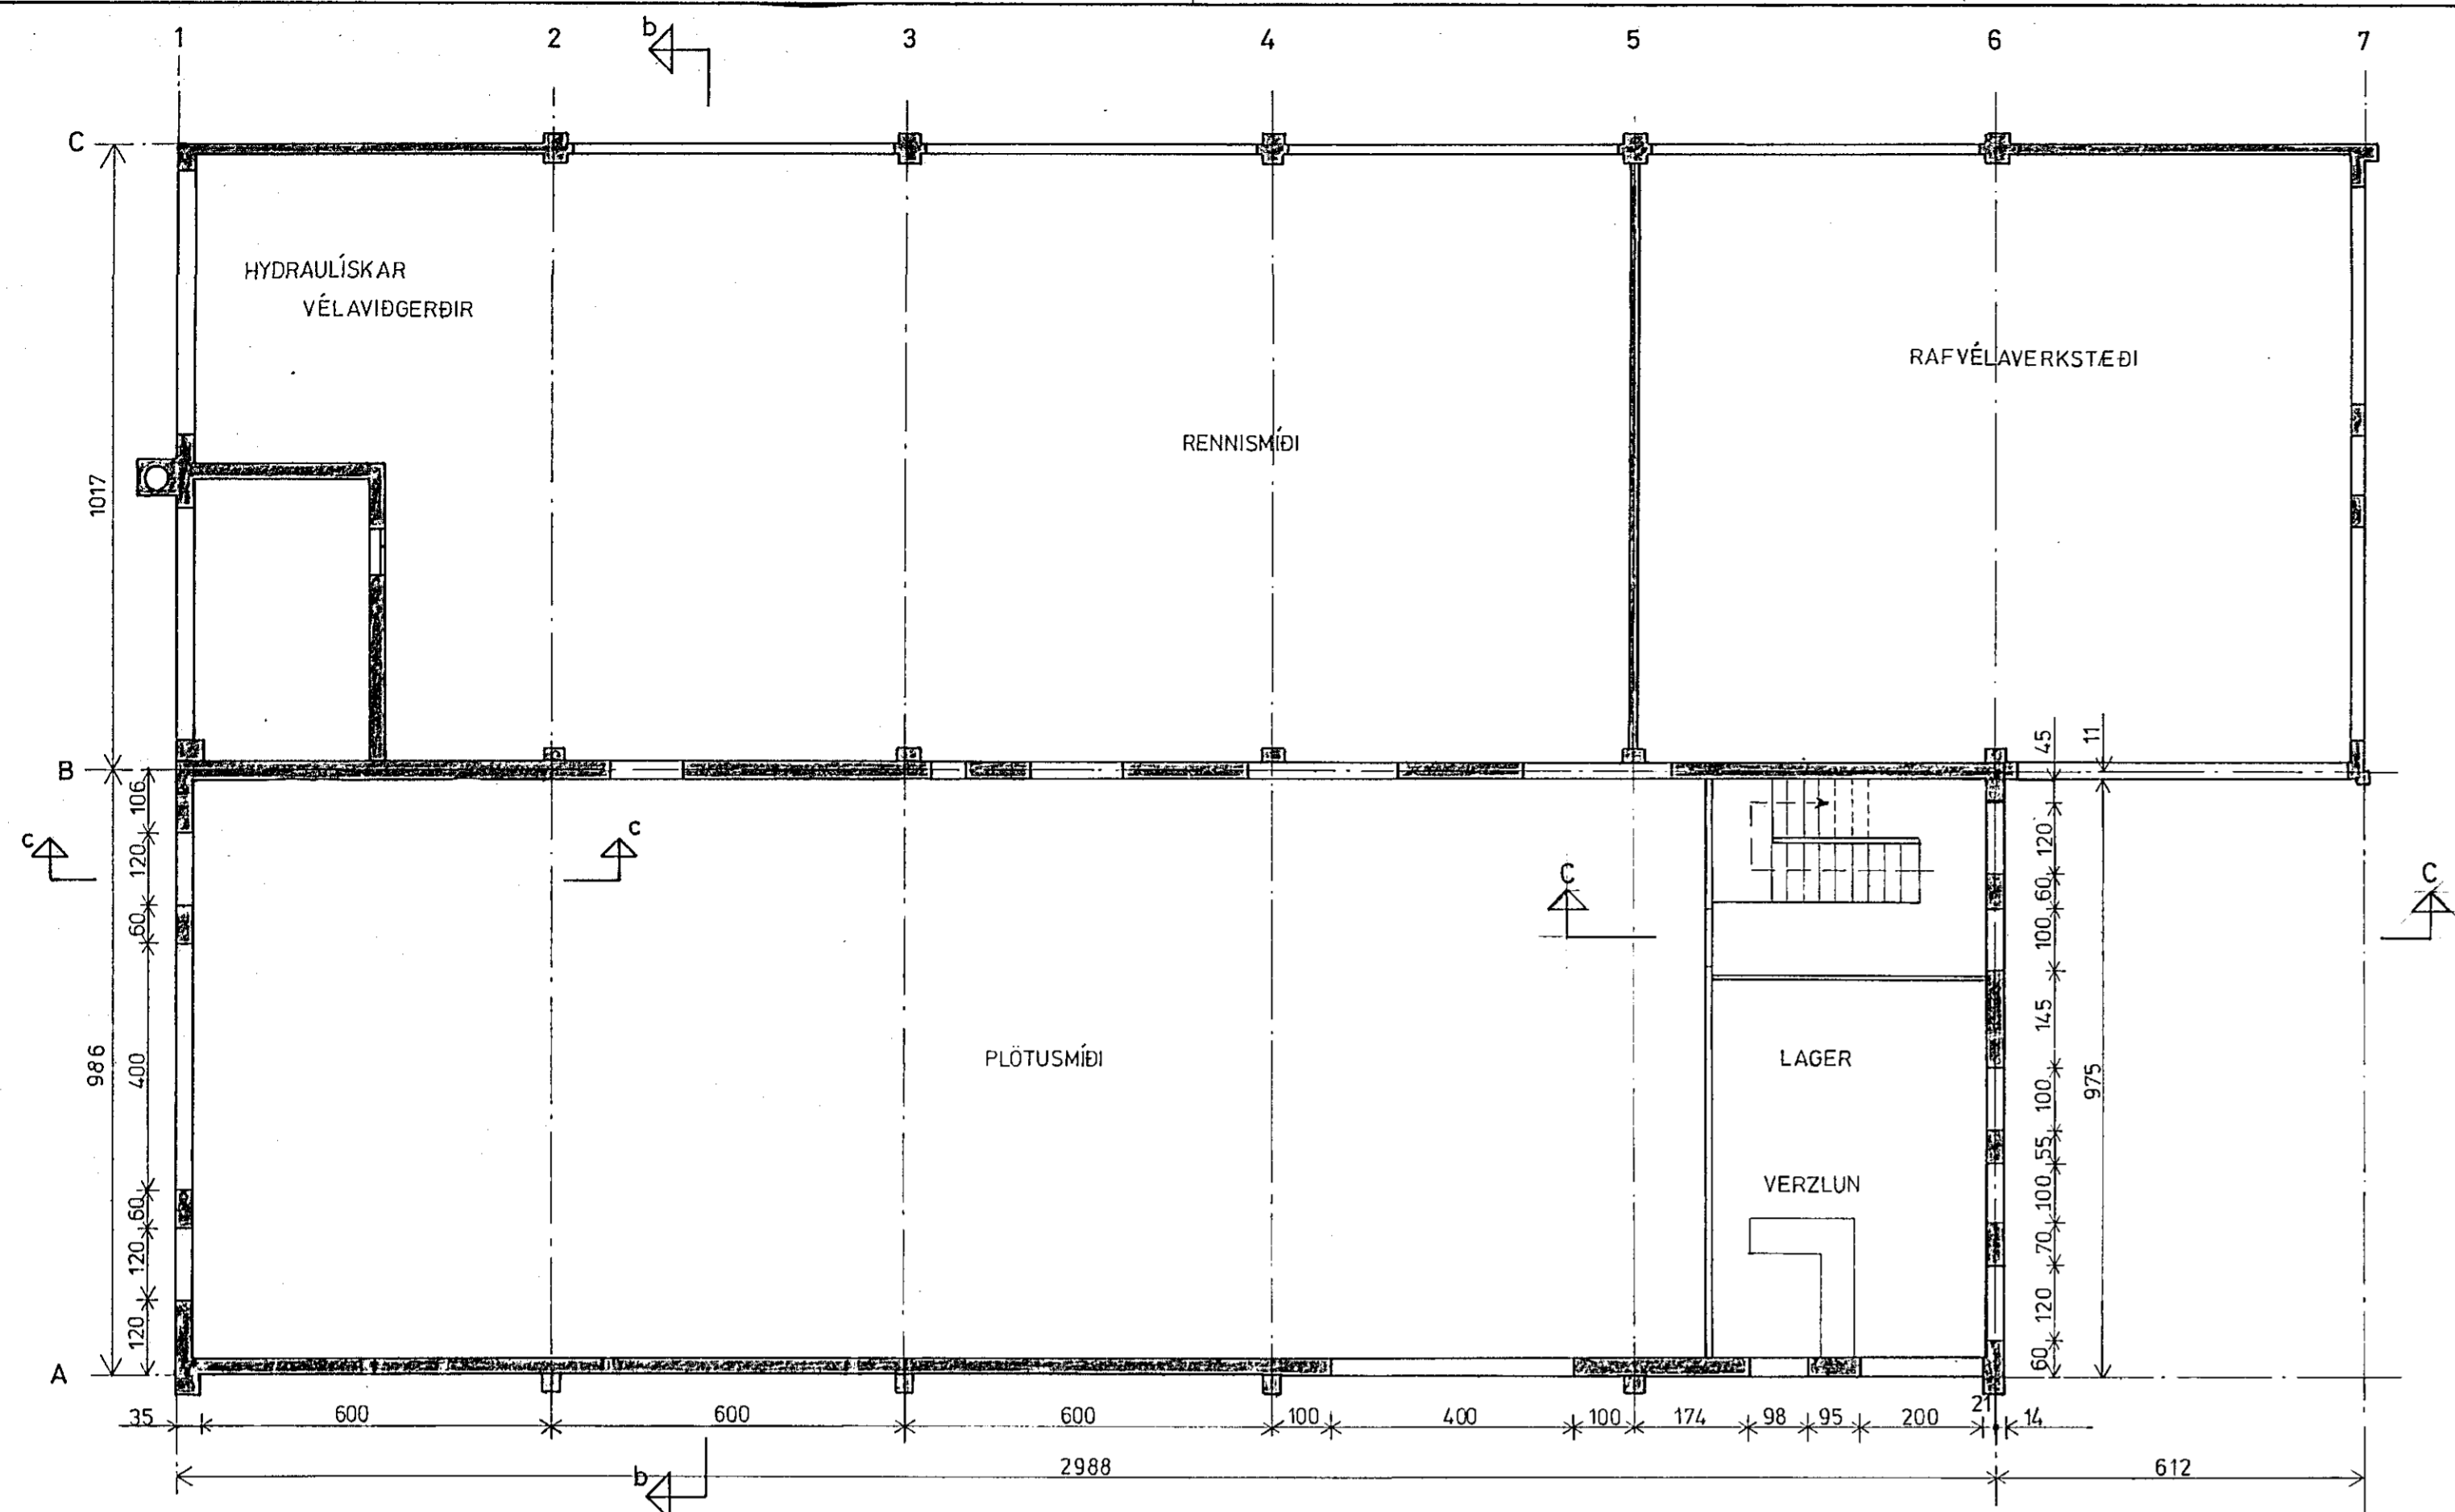 1 2 b 3 4 5 6 7
C
HYDRAULÍSKAR
VÉLAVIÐGERÐIR
RAFVÉLAVERKSTÆÐI
RENNISMÍÐI
1017
45 11
B
106
120 120
c c
60 60
C C
100
986 400 145 975
PLÖTUSMÍÐI LAGER
100
55
VERZLUN
60 100
120 70
120 120
60
A
35 600 600 600 100 400 100 174 98 95 200 21 14
b 2988 612